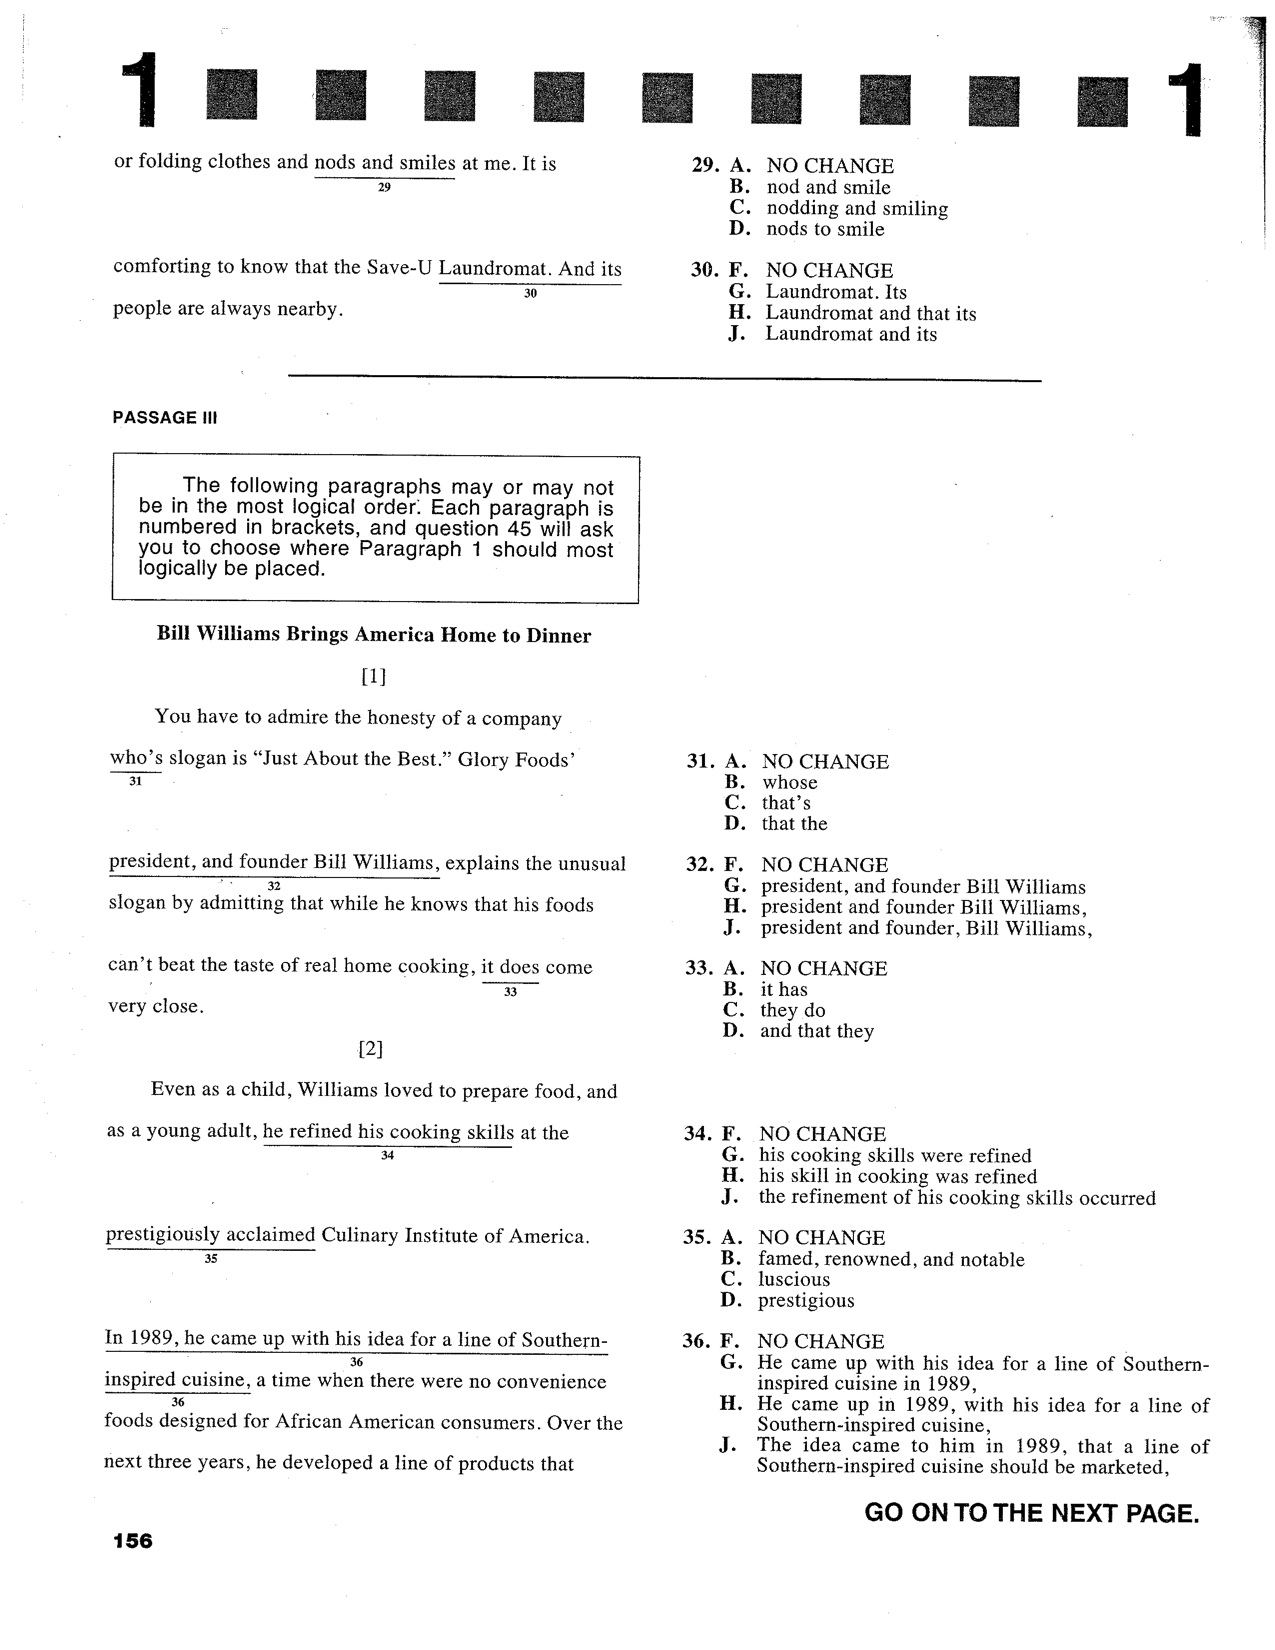 1 1
or folding clothes and nods and smiles at me. It is
29
comforting to know that the Save-U Laundromat. And its
30
people are always nearby.
29. A. NO CHANGE
B. nod and smile
C. nodding and smiling
D. nods to smile
30. F. NO CHANGE
G. Laundromat. Its
H. Laundromat and that its
J. Laundromat and its
PASSAGE III
The following paragraphs may or may not
be in the most logical order. Each paragraph is
numbered in brackets, and question 45 will ask
you to choose where Paragraph 1 should most
logically be placed.
Bill Williams Brings America Home to Dinner
[1]
You have to admire the honesty of a company
who's slogan is “Just About the Best.” Glory Foods'
31
president, and founder Bill Williams, explains the unusual
32
slogan by admitting that while he knows that his foods
can't beat the taste of real home cooking, it does come
33
very close.
[2]
Even as a child, Williams loved to prepare food, and
as a young adult, he refined his cooking skills at the
34
prestigiously acclaimed Culinary Institute of America.
35
In 1989, he came up with his idea for a line of Southern-
36
inspired cuisine, a time when there were no convenience
36
foods designed for African American consumers. Over the
next three years, he developed a line of products that
31. A. NO CHANGE
B. whose
C. that's
D. that the
32. F. NO CHANGE
G. president, and founder Bill Williams
H. president and founder Bill Williams,
J. president and founder, Bill Williams,
33. A. NO CHANGE
B. it has
C. they do
D. and that they
34. F. NO CHANGE
G. his cooking skills were refined
H. his skill in cooking was refined
J. the refinement of his cooking skills occurred
35. A. NO CHANGE
B. famed, renowned, and notable
C. luscious
D. prestigious
36. F. NO CHANGE
G. He came up with his idea for a line of Southern-
inspired cuisine in 1989,
H. He came up in 1989, with his idea for a line of
Southern-inspired cuisine,
J. The idea came to him in 1989, that a line of
Southern-inspired cuisine should be marketed,
GO ON TO THE NEXT PAGE.
156